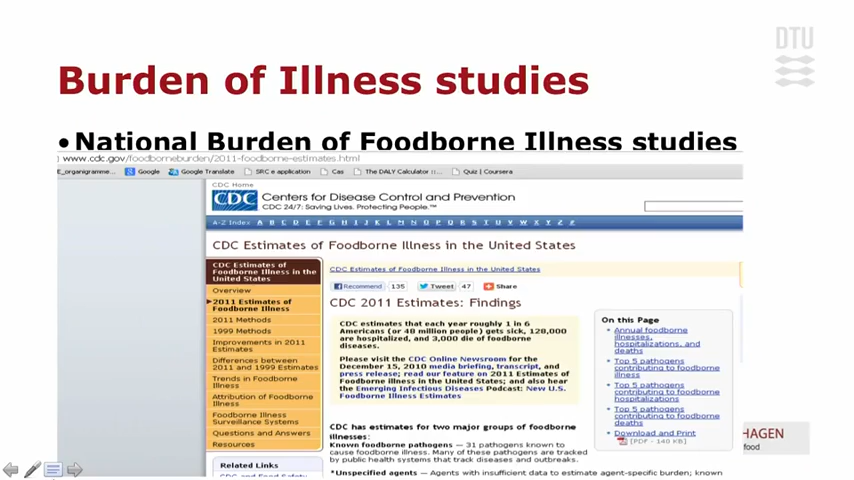 DTU
Burden of Illness studies
• National Burden of Foodborne Illness studies
www.cdc.gov/foodborneburden/2011-foodborne-estimates.html
E_organigramme... Google Google Translate SRC e application Cas The DALY Calculator ::... Quiz | Coursera
CDC Home
CDC Centers for Disease Control and Prevention
CDC 24/7: Saving Lives. Protecting People.™
A-Z Index A B C D E F G H I J K L M N O P Q R S T U V W X Y Z #
CDC Estimates of Foodborne Illness in the United States
CDC Estimates of
Foodborne Illness in the
United States
Overview
2011 Estimates of
Foodborne Illness
2011 Methods
1999 Methods
Improvements in 2011
Estimates
Differences between
2011 and 1999 Estimates
Trends in Foodborne
Illness
Attribution of Foodborne
Illness
Foodborne Illness
Surveillance Systems
Questions and Answers
Resources
Related Links
CDC and Food Safety
CDC Estimates of Foodborne Illness in the United States
Recommend 135 Tweet 47 Share
CDC 2011 Estimates: Findings
CDC estimates that each year roughly 1 in 6
Americans (or 48 million people) gets sick, 128,000
are hospitalized, and 3,000 die of foodborne
diseases.
Please visit the CDC Online Newsroom for the
December 15, 2010 media briefing, transcript, and
press release; read our feature on 2011 Estimates of
Foodborne illness in the United States; and also hear
the Emerging Infectious Diseases Podcast: New U.S.
Foodborne Illness Estimates
CDC has estimates for two major groups of foodborne
illnesses:
Known foodborne pathogens — 31 pathogens known to
cause foodborne illness. Many of these pathogens are tracked
by public health systems that track diseases and outbreaks.
*Unspecified agents — Agents with insufficient data to estimate agent-specific burden; known
On this Page
• Annual foodborne
illnesses,
hospitalizations, and
deaths
• Top 5 pathogens
contributing to foodborne
illness
• Top 5 pathogens
contributing to foodborne
hospitalizations
• Top 5 pathogens
contributing to foodborne
deaths
• Download and Print
[PDF - 140 KB]
HAGEN
food